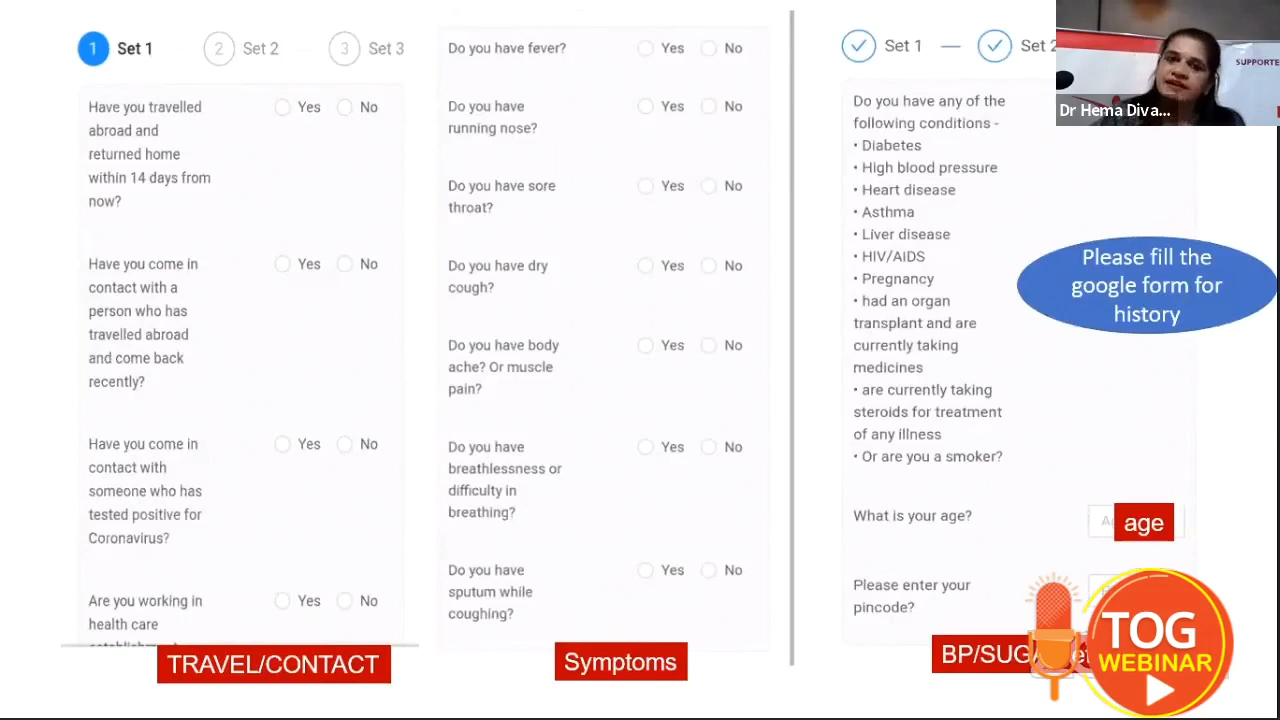 1 Set 1 2 Set 2 3 Set 3
Have you travelled
abroad and
returned home
within 14 days from
now?
Yes No
Have you come in
contact with a
person who has
travelled abroad
and come back
recently?
Yes No
Have you come in
contact with
someone who has
tested positive for
Coronavirus?
Yes No
Are you working in
health care
Yes No
TRAVEL/CONTACT
Do you have fever?
Yes No
Do you have
running nose?
Yes No
Do you have sore
throat?
Yes No
Do you have dry
cough?
Yes No
Do you have body
ache? Or muscle
pain?
Yes No
Do you have
breathlessness or
difficulty in
breathing?
Yes No
Do you have
sputum while
coughing?
Yes No
Symptoms
Set 1 Set 2
Do you have any of the
following conditions -
• Diabetes
• High blood pressure
• Heart disease
• Asthma
• Liver disease
• HIV/AiDS
• Pregnancy
• had an organ
transplant and are
currently taking
medicines
• are currently taking
steroids for treatment
of any illness
• Or are you a smoker?
What is your age?
age
Please enter your
pincode?
BP/SUG
Please fill the
google form for
history
SUPPORTE
Dr Hema Diva...
TOG
WEBINAR